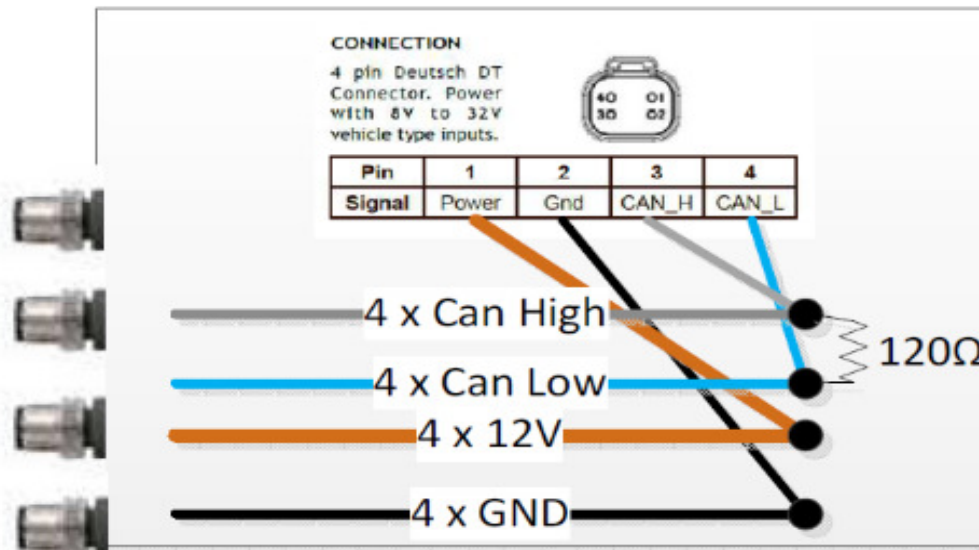 CONNECTION
4 pin Deutsch DT
Connector. Power
with 8V to 32V
vehicle type inputs.
4O O1
3O O2
Pin 1 2 3 4
Signal Power Gnd CAN_H CAN_L
4 x Can High
120Ω
4 x Can Low
4 x 12V
4 x GND